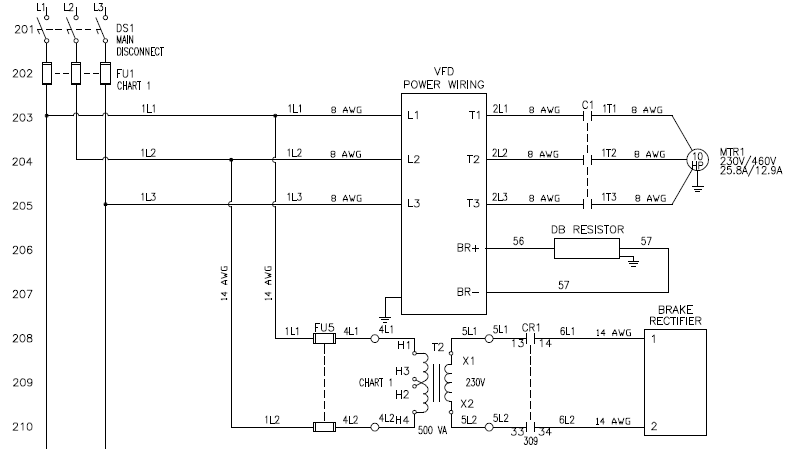 L1 L2 L3
201 DS1
MAIN
DISCONNECT
202 FU1
CHART 1
VFD
POWER WIRING
203 1L1 1L1 8 AWG L1 T1 2L1 8 AWG C1 1T1 8 AWG
204 1L2 1L2 8 AWG L2 T2 2L2 8 AWG 1T2 8 AWG 10 HP MTR1
230V/460V
25.8A/12.9A
205 1L3 1L3 8 AWG L3 T3 2L3 8 AWG 1T3 8 AWG
DB RESISTOR
206 BR+ 56 57
14 AWG 14 AWG
207 BR- 57
BRAKE
RECTIFIER
208 1L1 FU5 4L1 4L1 H1 T2 5L1 5L1 CR1 13 14 6L1 14 AWG 1
X1
H3
209 CHART 1 230V
H2
X2
210 1L2 4L2 4L2 H4 5L2 5L2 33 34 6L2 14 AWG 2
500 VA 309